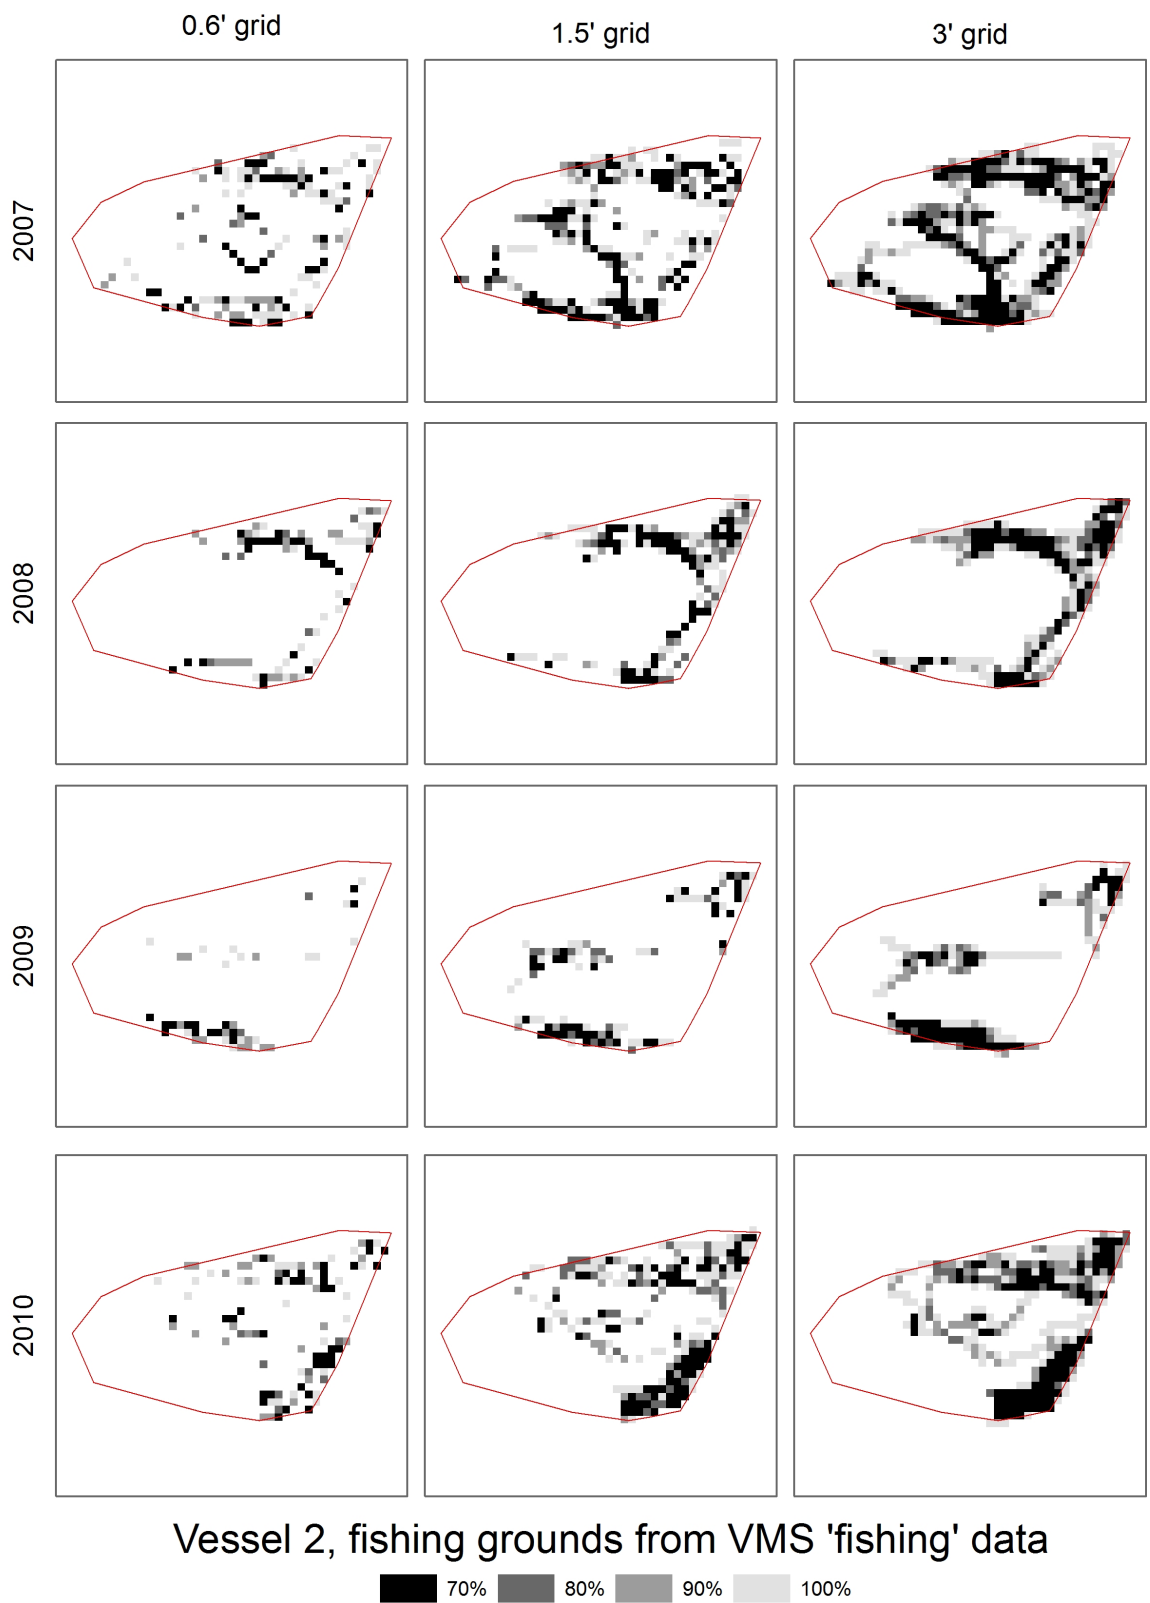 0.6' grid
1.5' grid
3' grid
2007
2008
2009
2010
Vessel 2, fishing grounds from VMS 'fishing' data
70%
80%
90%
100%